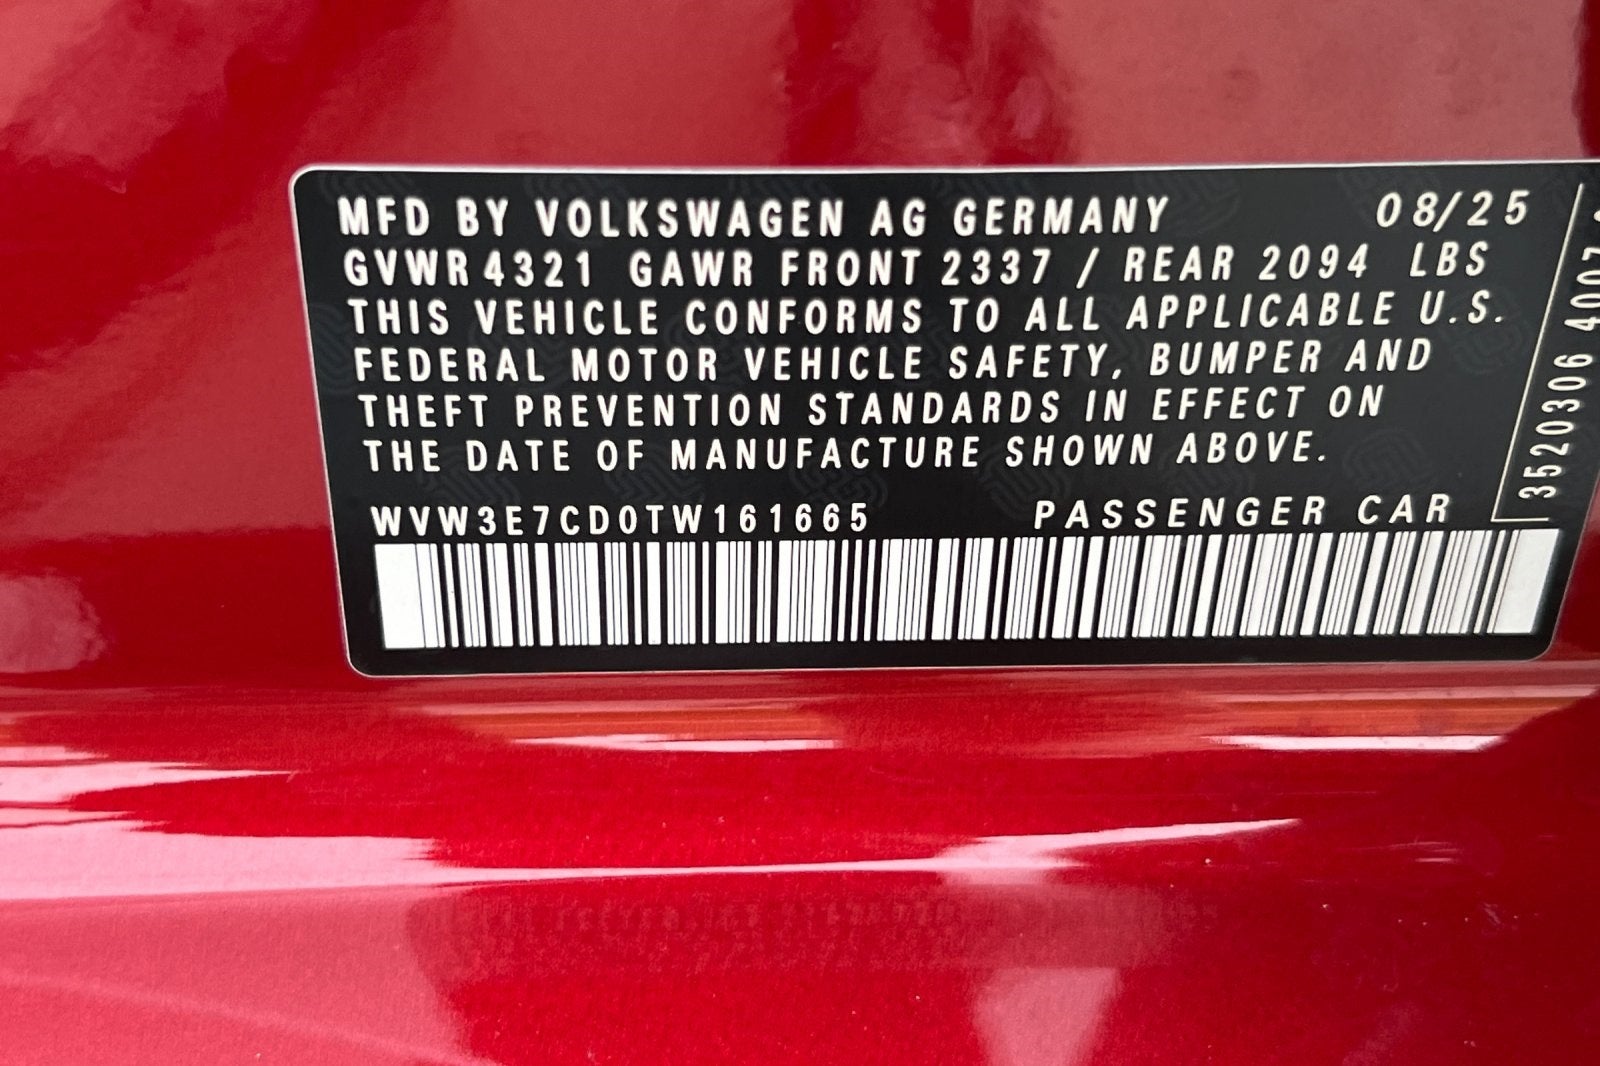 MFD BY VOLKSWAGEN AG GERMANY 08/25
GVWR 4321 GAWR FRONT 2337 / REAR 2094 LBS
THIS VEHICLE CONFORMS TO ALL APPLICABLE U.S.
FEDERAL MOTOR VEHICLE SAFETY, BUMPER AND
THEFT PREVENTION STANDARDS IN EFFECT ON
THE DATE OF MANUFACTURE SHOWN ABOVE.
WVW3E7CD0TW161665 PASSENGER CAR
3520306